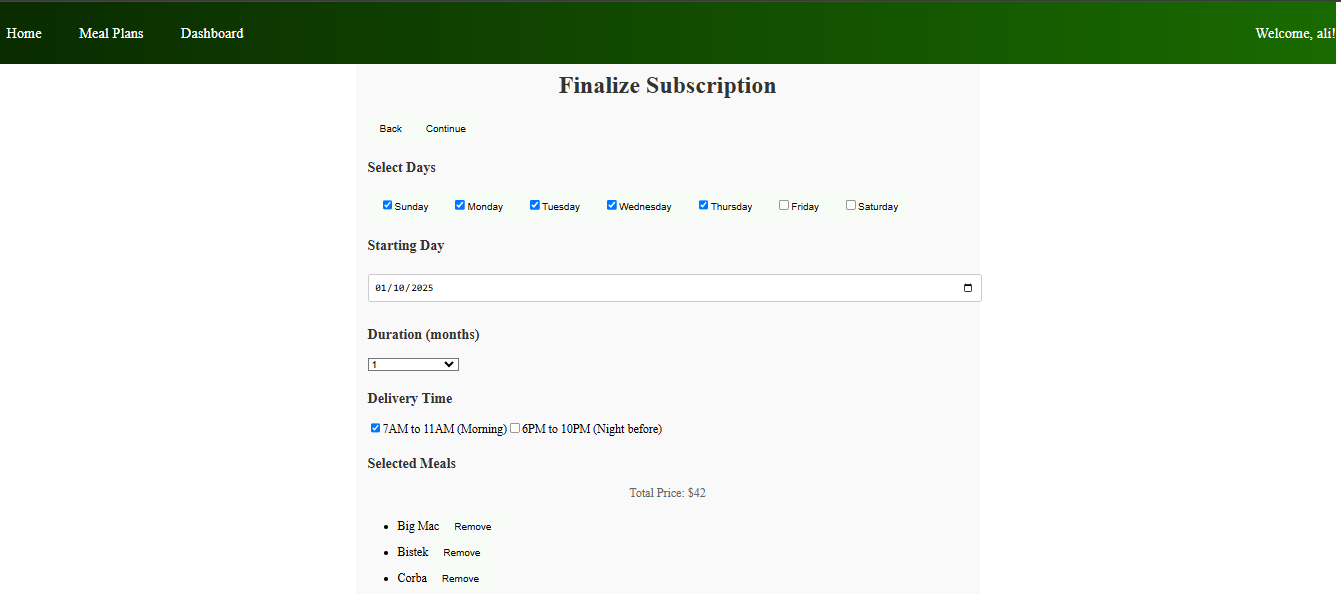 Home Meal Plans Dashboard Welcome, ali!
Finalize Subscription
Back Continue
Select Days
Sunday Monday Tuesday Wednesday Thursday Friday Saturday
Starting Day
01/10/2025
Duration (months)
1
Delivery Time
7AM to 11AM (Morning) 6PM to 10PM (Night before)
Selected Meals
Total Price: $42
Big Mac Remove
Bistek Remove
Corba Remove